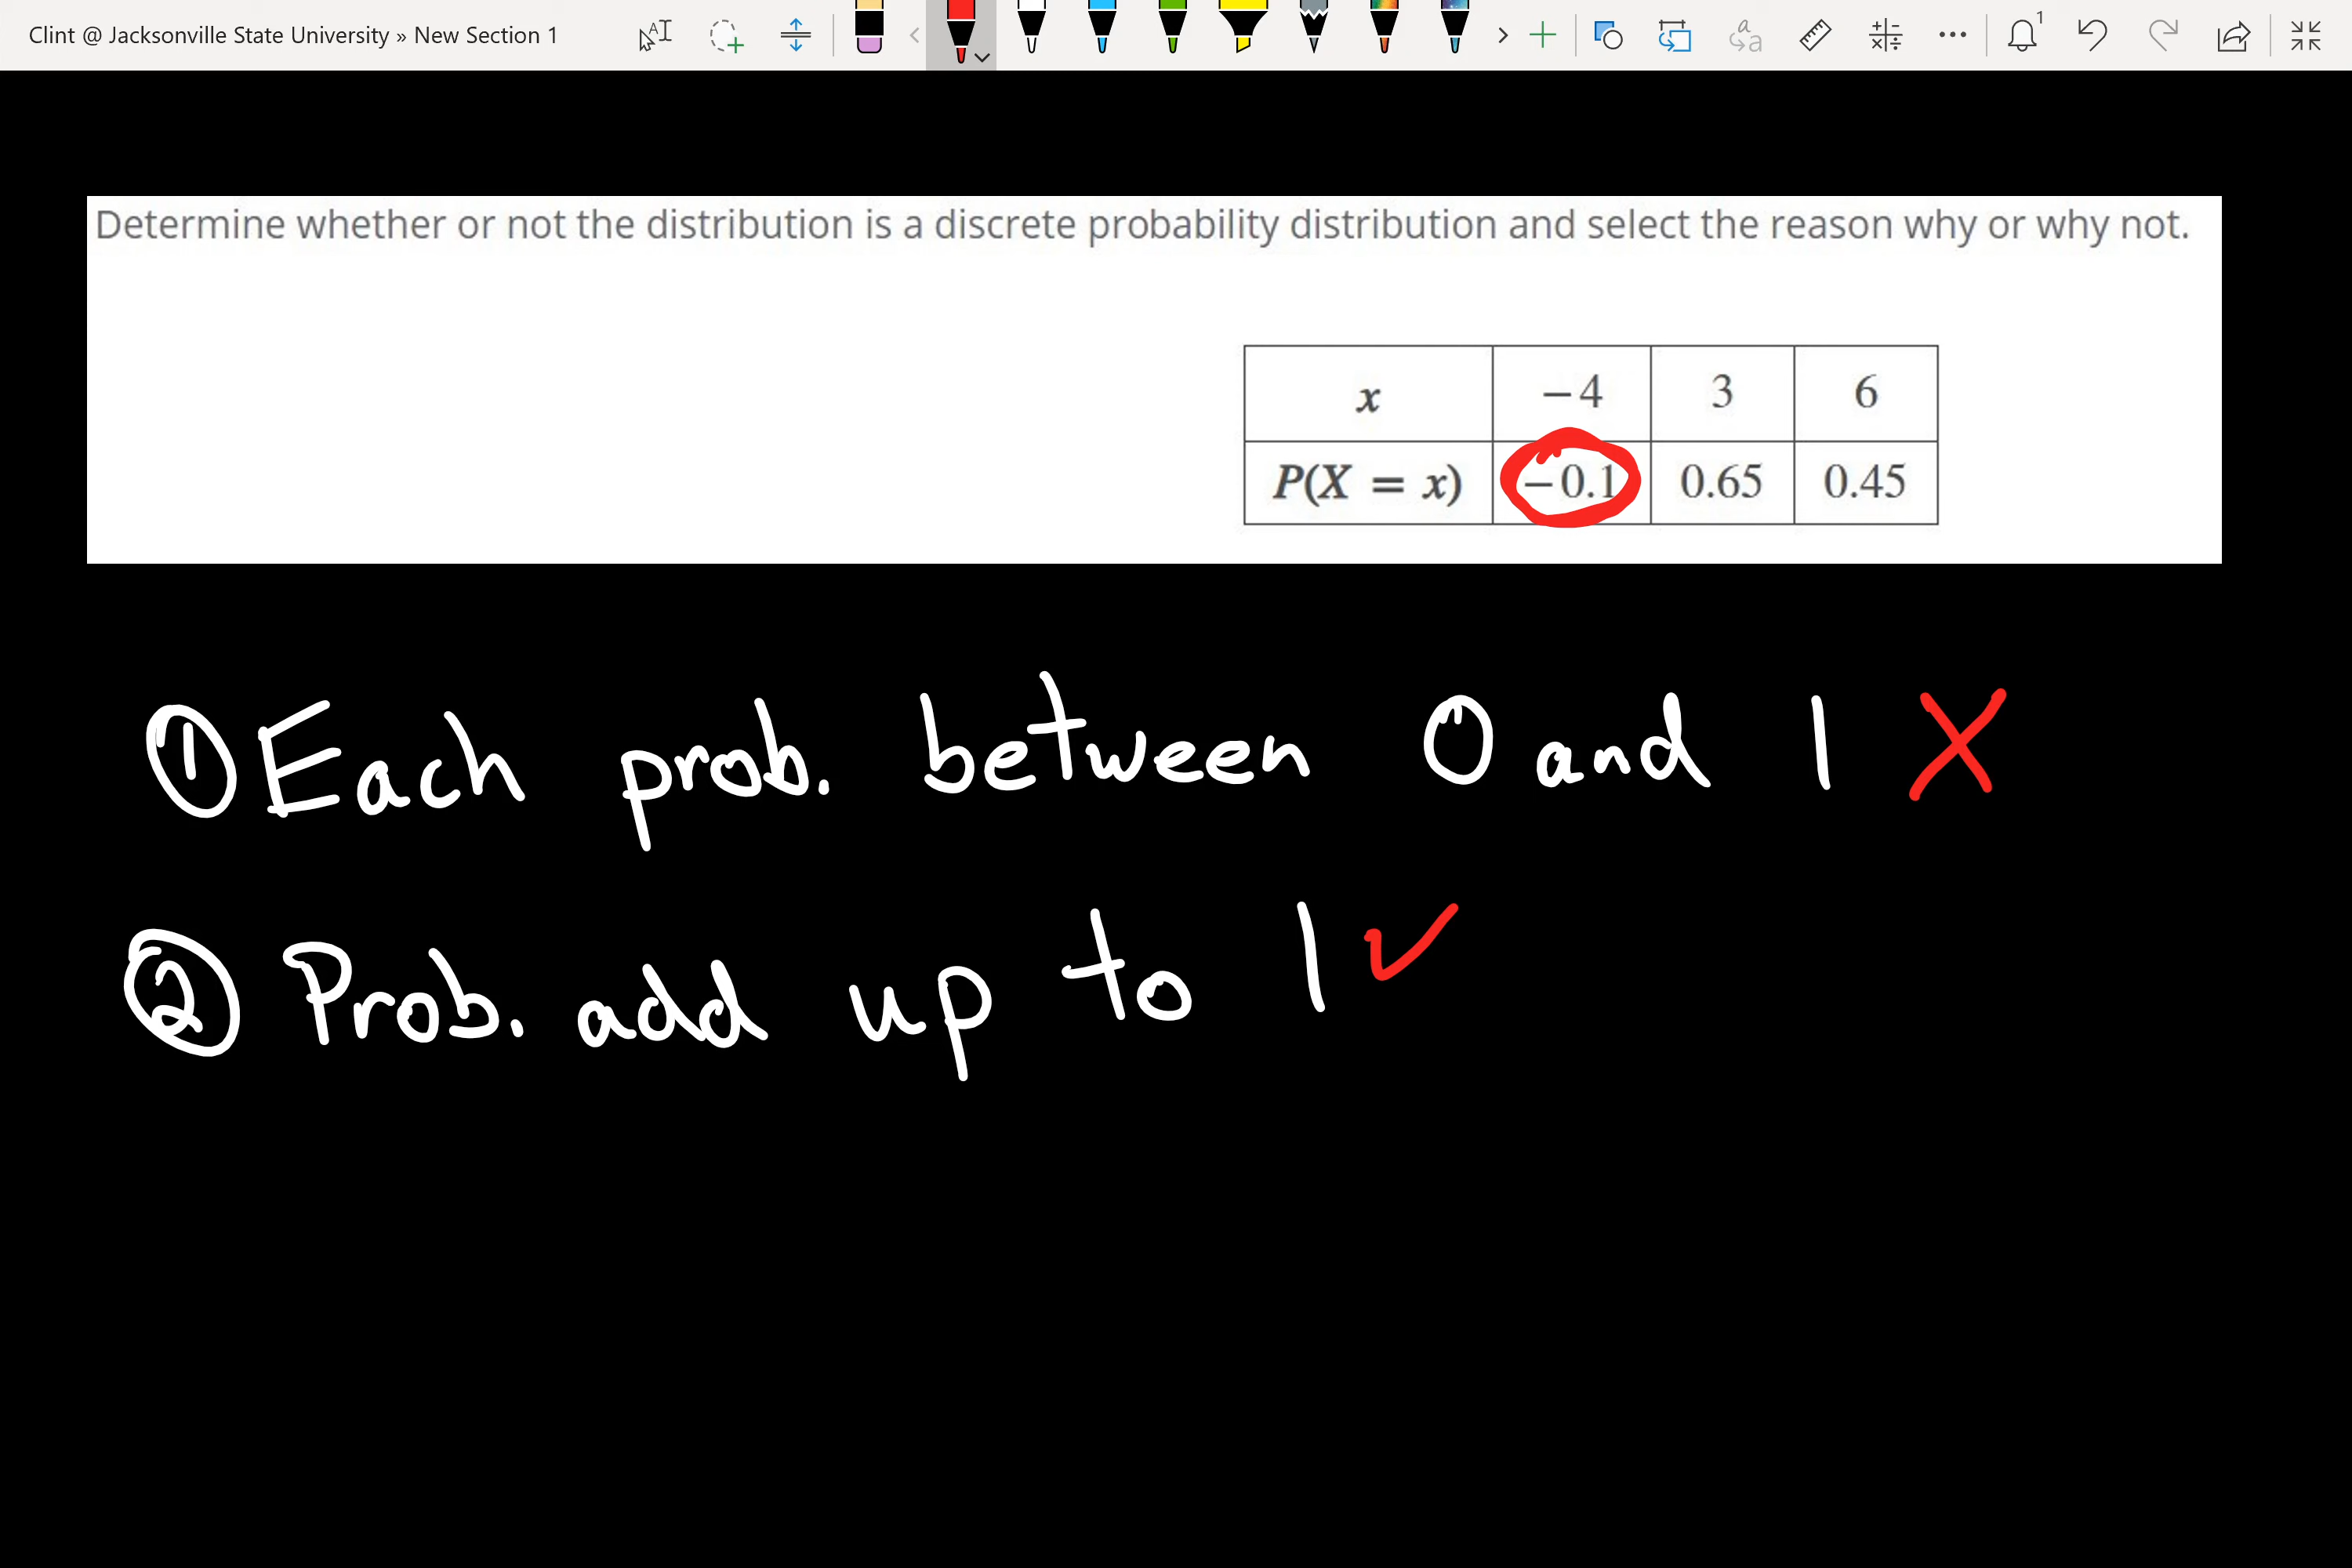 Clint @ Jacksonville State University » New Section 1
1
Determine whether or not the distribution is a discrete probability distribution and select the reason why or why not.
x −4 3 6
P(X = x) −0.1 0.65 0.45
① Each prob. between 0 and 1 X
② Prob. add up to 1 ✓